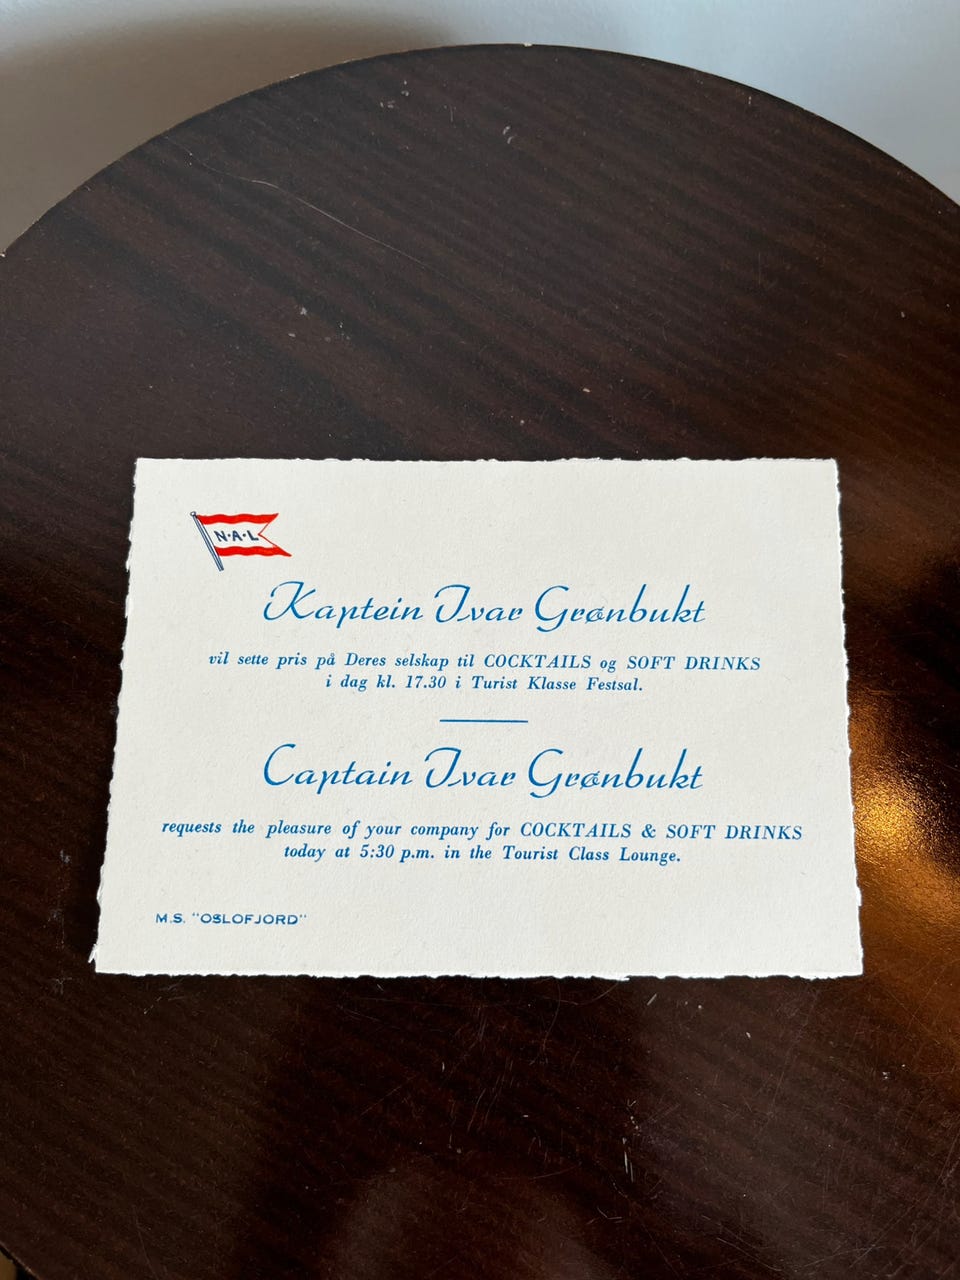 N·A·L
Kaptein Ivar Grønbukt
vil sette pris på Deres selskap til COCKTAILS og SOFT DRINKS
i dag kl. 17.30 i Turist Klasse Festsal.
Captain Ivar Grønbukt
requests the pleasure of your company for COCKTAILS & SOFT DRINKS
today at 5:30 p.m. in the Tourist Class Lounge.
M.S. "OSLOFJORD"